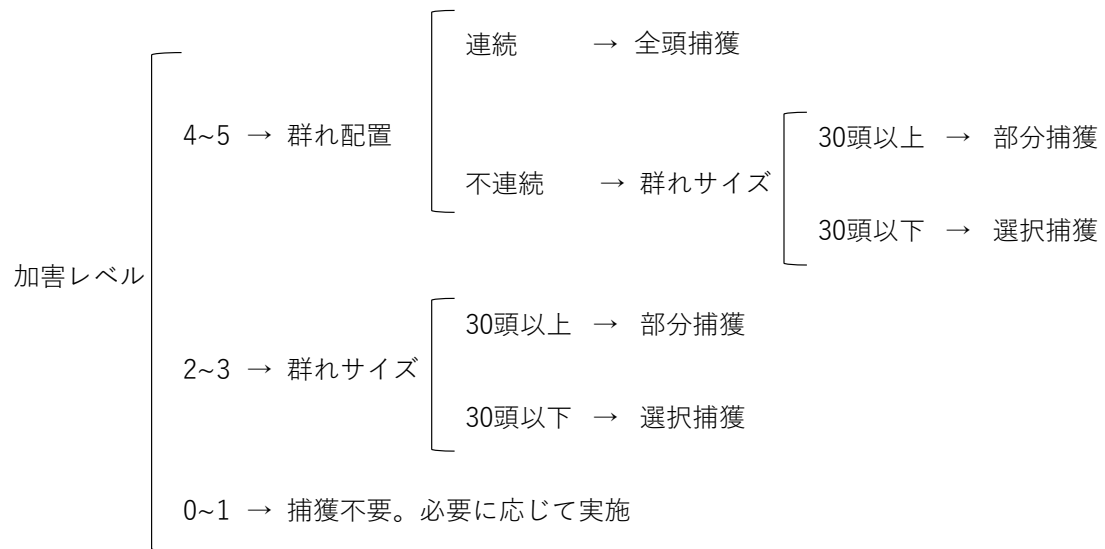 連続 → 全頭捕獲
4~5 → 群れ配置
30頭以上 → 部分捕獲
不連続 → 群れサイズ
30頭以下 → 選択捕獲
加害レベル
30頭以上 → 部分捕獲
2~3 → 群れサイズ
30頭以下 → 選択捕獲
0~1 → 捕獲不要。必要に応じて実施